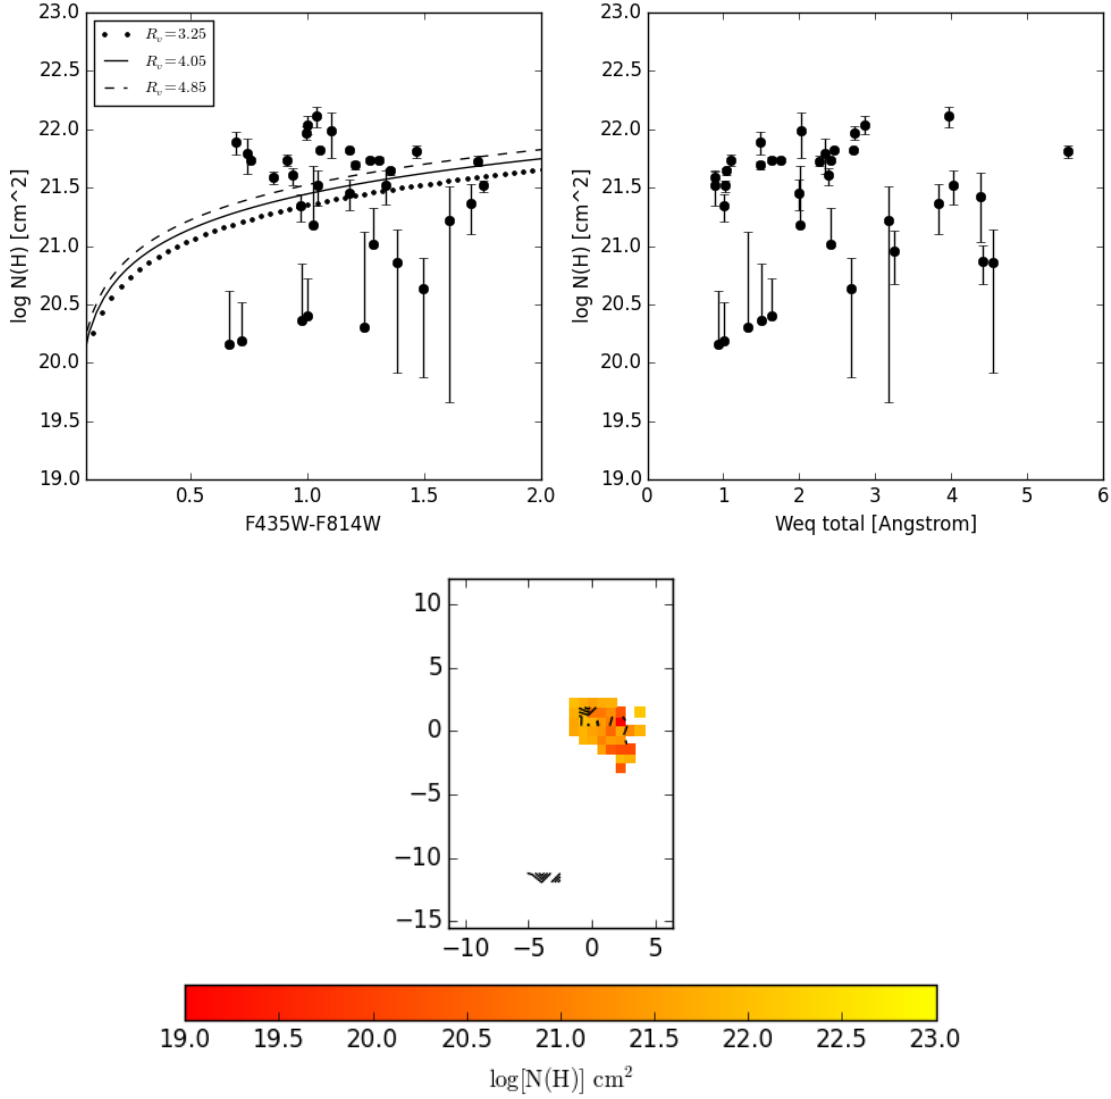 23.0
22.5
22.0
21.5
21.0
20.5
20.0
19.5
19.0
log N(H) [cm^2]
R_v=3.25
R_v=4.05
R_v=4.85
0.5 1.0 1.5 2.0
F435W-F814W
23.0
22.5
22.0
21.5
21.0
20.5
20.0
19.5
19.0
log N(H) [cm^2]
0 1 2 3 4 5 6
Weq total [Angstrom]
10
5
0
−5
−10
−15
−10 −5 0 5
19.0 19.5 20.0 20.5 21.0 21.5 22.0 22.5 23.0
log[N(H)] cm²